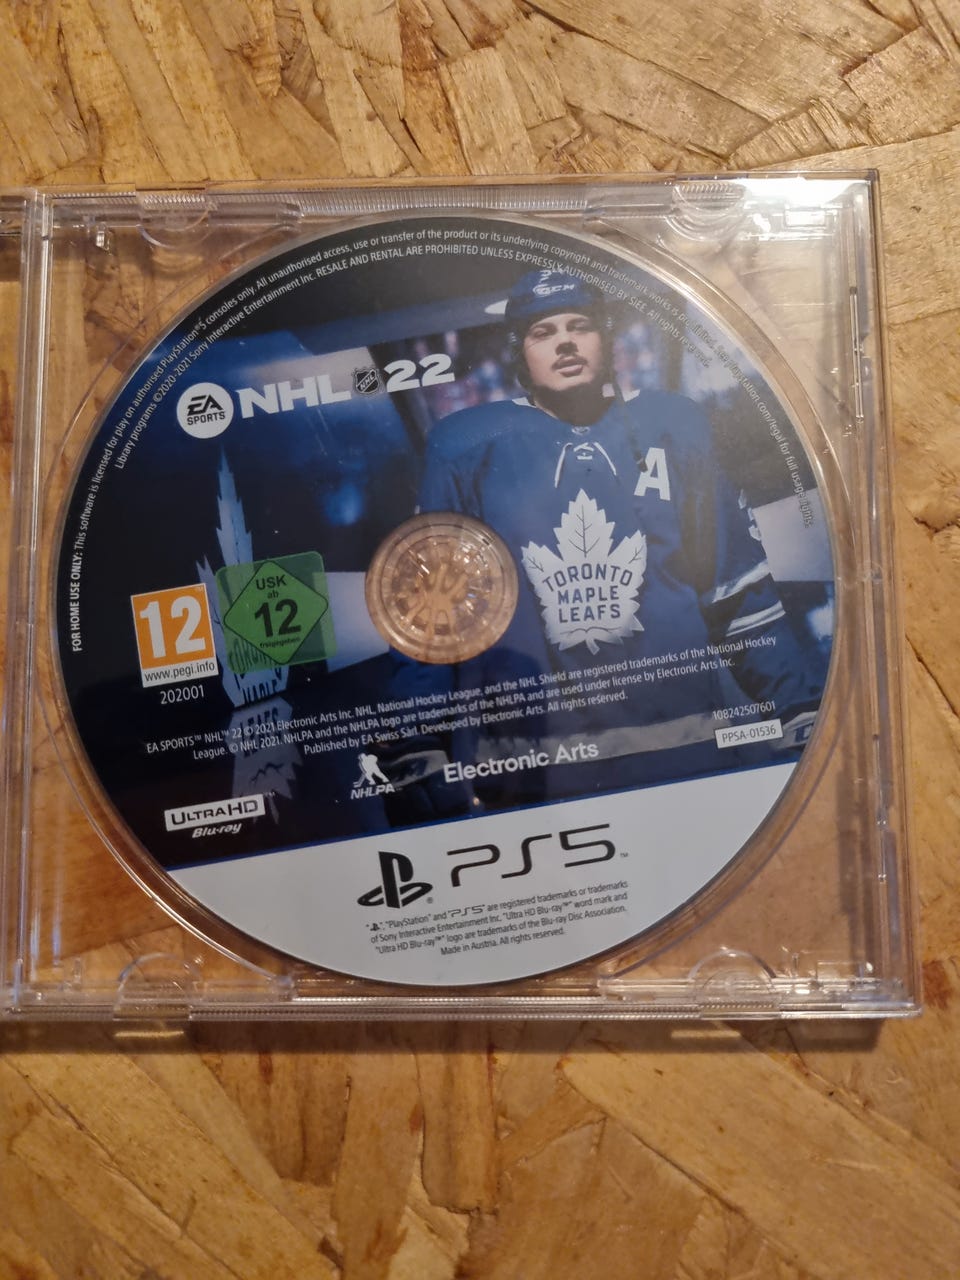 FOR HOME USE ONLY: This software is licensed for play on authorised PlayStation®5 consoles only. All unauthorised access, use or transfer of the product or its underlying copyright and trademark works is prohibited. See playstation.com/legal for full usage rights.
Library programs ©2020-2021 Sony Interactive Entertainment Inc. RESALE AND RENTAL ARE PROHIBITED UNLESS EXPRESSLY AUTHORISED BY SIEE. All rights reserved.
CCM
EA SPORTS
NHL NHL 22
A
TORONTO
MAPLE
LEAFS
12
www.pegi.info
202001
USK
ab
12
freigegeben
TORONTO
MAPLE
LEAFS
EA SPORTS™ NHL™ 22 © 2021 Electronic Arts Inc. NHL, National Hockey League, and the NHL Shield are registered trademarks of the National Hockey
League. © NHL 2021. NHLPA and the NHLPA logo are trademarks of the NHLPA and are used under license by Electronic Arts Inc.
Published by EA Swiss Sàrl. Developed by Electronic Arts. All rights reserved.
108242507601
PPSA-01536
NHLPA™
Electronic Arts
ULTRA HD
Blu-ray™
® PS5™
"PlayStation" and "PS5" are registered trademarks or trademarks
of Sony Interactive Entertainment Inc. "Ultra HD Blu-ray™" word mark and
"Ultra HD Blu-ray™" logo are trademarks of the Blu-ray Disc Association.
Made in Austria. All rights reserved.